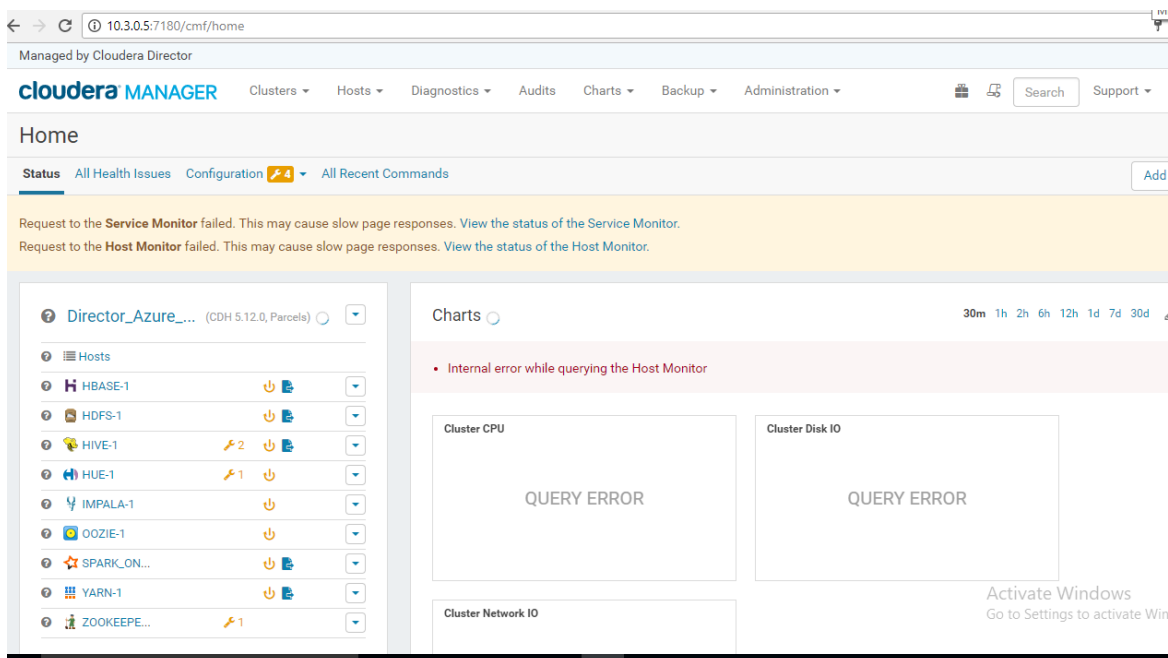 10.3.0.5:7180/cmf/home
Managed by Cloudera Director
cloudera MANAGER Clusters Hosts Diagnostics Audits Charts Backup Administration Search Support
Home
Status All Health Issues Configuration 4 All Recent Commands Add
Request to the Service Monitor failed. This may cause slow page responses. View the status of the Service Monitor.
Request to the Host Monitor failed. This may cause slow page responses. View the status of the Host Monitor.
Director_Azure_... (CDH 5.12.0, Parcels)
Hosts
HBASE-1
HDFS-1
HIVE-1 2
HUE-1 1
IMPALA-1
OOZIE-1
SPARK_ON...
YARN-1
ZOOKEEPE... 1
Charts 30m 1h 2h 6h 12h 1d 7d 30d
Internal error while querying the Host Monitor
Cluster CPU
QUERY ERROR
Cluster Disk IO
QUERY ERROR
Cluster Network IO
Activate Windows
Go to Settings to activate Win